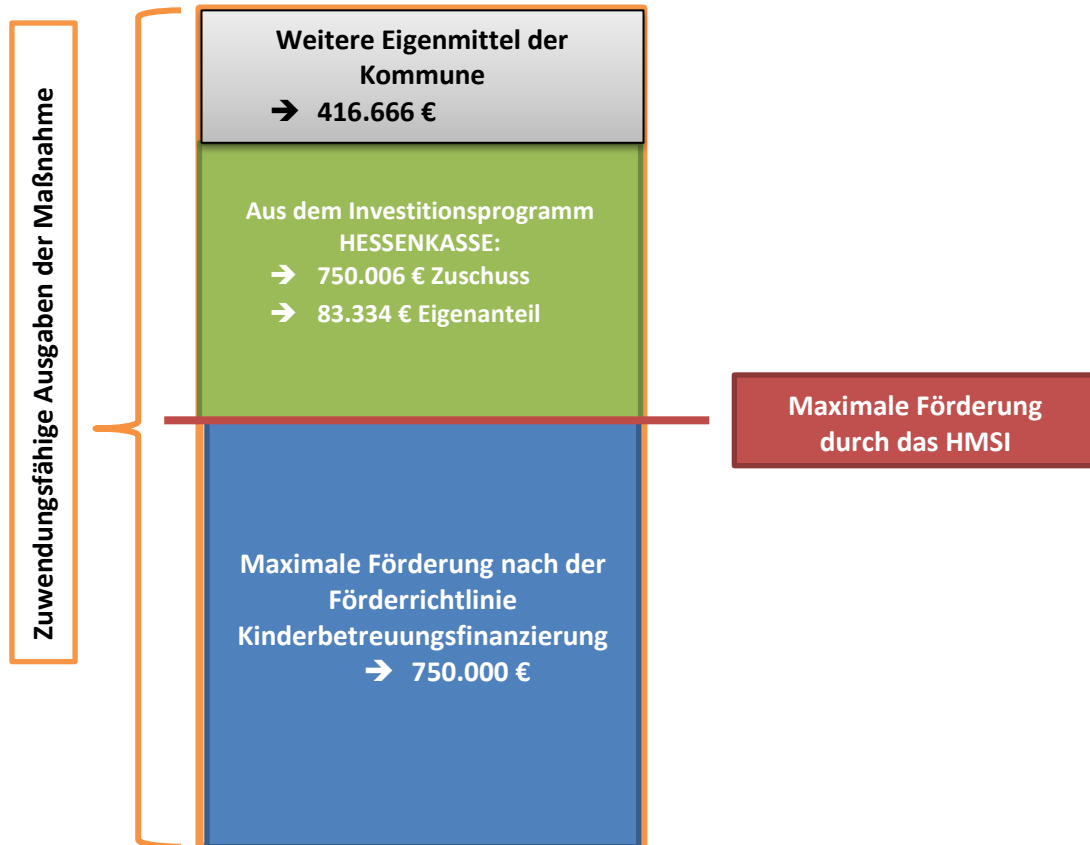 Zuwendungsfähige Ausgaben der Maßnahme
Weitere Eigenmittel der
Kommune
➔ 416.666 €
Aus dem Investitionsprogramm
HESSENKASSE:
➔ 750.006 € Zuschuss
➔ 83.334 € Eigenanteil
Maximale Förderung
durch das HMSI
Maximale Förderung nach der
Förderrichtlinie
Kinderbetreuungsfinanzierung
➔ 750.000 €